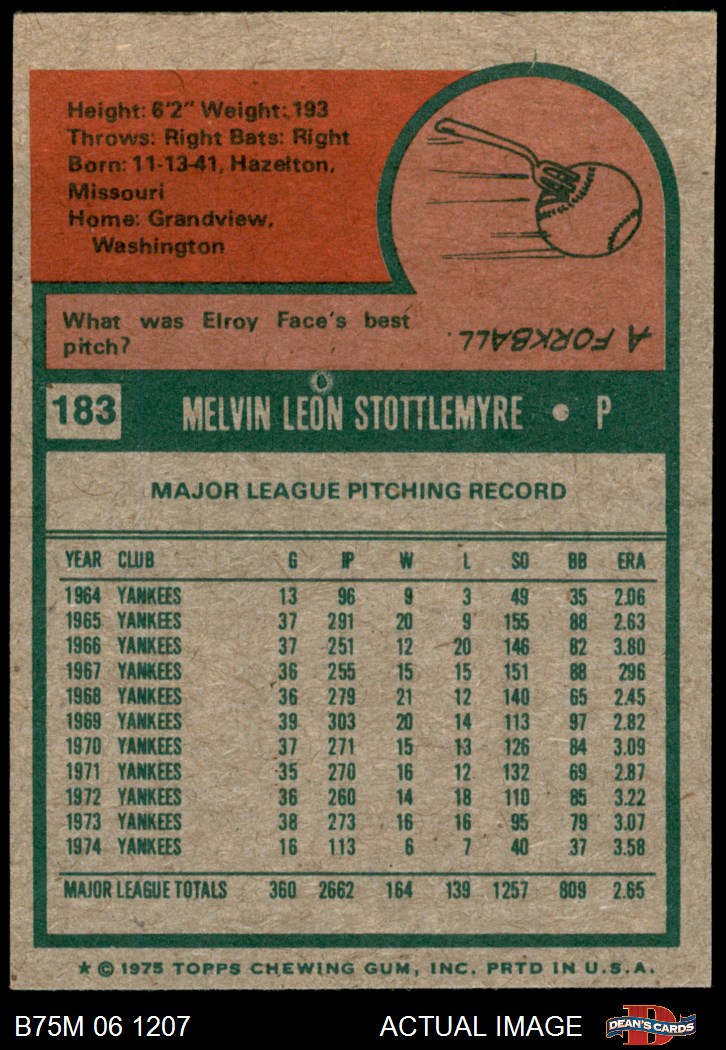 Height: 6'2" Weight: 193
Throws: Right Bats: Right
Born: 11-13-41, Hazelton,
Missouri
Home: Grandview,
Washington
What was Elroy Face's best
pitch?
A FORKBALL.
183 MELVIN LEON STOTTLEMYRE • P
MAJOR LEAGUE PITCHING RECORD
YEAR CLUB G IP W L SO BB ERA
1964 YANKEES 13 96 9 3 49 35 2.06
1965 YANKEES 37 291 20 9 155 88 2.63
1966 YANKEES 37 251 12 20 146 82 3.80
1967 YANKEES 36 255 15 15 151 88 296
1968 YANKEES 36 279 21 12 140 65 2.45
1969 YANKEES 39 303 20 14 113 97 2.82
1970 YANKEES 37 271 15 13 126 84 3.09
1971 YANKEES 35 270 16 12 132 69 2.87
1972 YANKEES 36 260 14 18 110 85 3.22
1973 YANKEES 38 273 16 16 95 79 3.07
1974 YANKEES 16 113 6 7 40 37 3.58
MAJOR LEAGUE TOTALS 360 2662 164 139 1257 809 2.65
★ © 1975 TOPPS CHEWING GUM, INC. PRTD IN U.S.A.
B75M 06 1207 ACTUAL IMAGE
D
DEAN'S CARDS